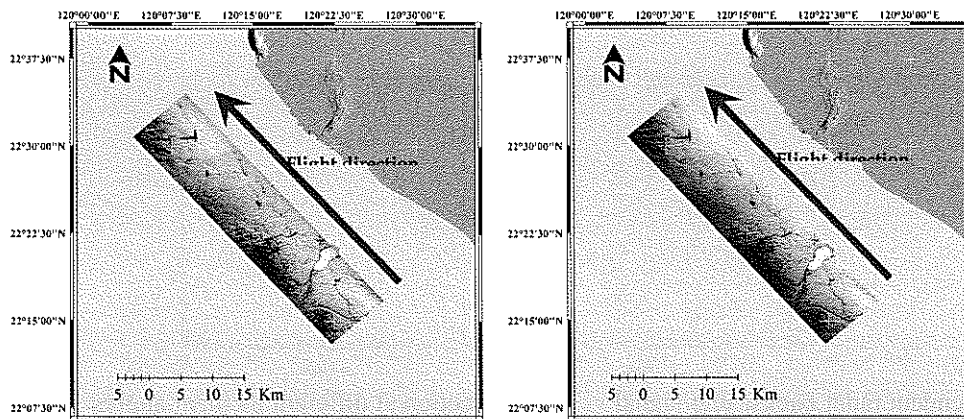 120°00'00"E 120°07'30"E 120°15'00"E 120°22'30"E 120°30'00"E
22°37'30"N
N
22°30'00"N
Flight direction
22°22'30"N
22°15'00"N
5 0 5 10 15 Km
22°07'30"N
120°00'00"E 120°07'30"E 120°15'00"E 120°22'30"E 120°30'00"E
22°37'30"N
N
22°30'00"N
Flight direction
22°22'30"N
22°15'00"N
5 0 5 10 15 Km
22°07'30"N